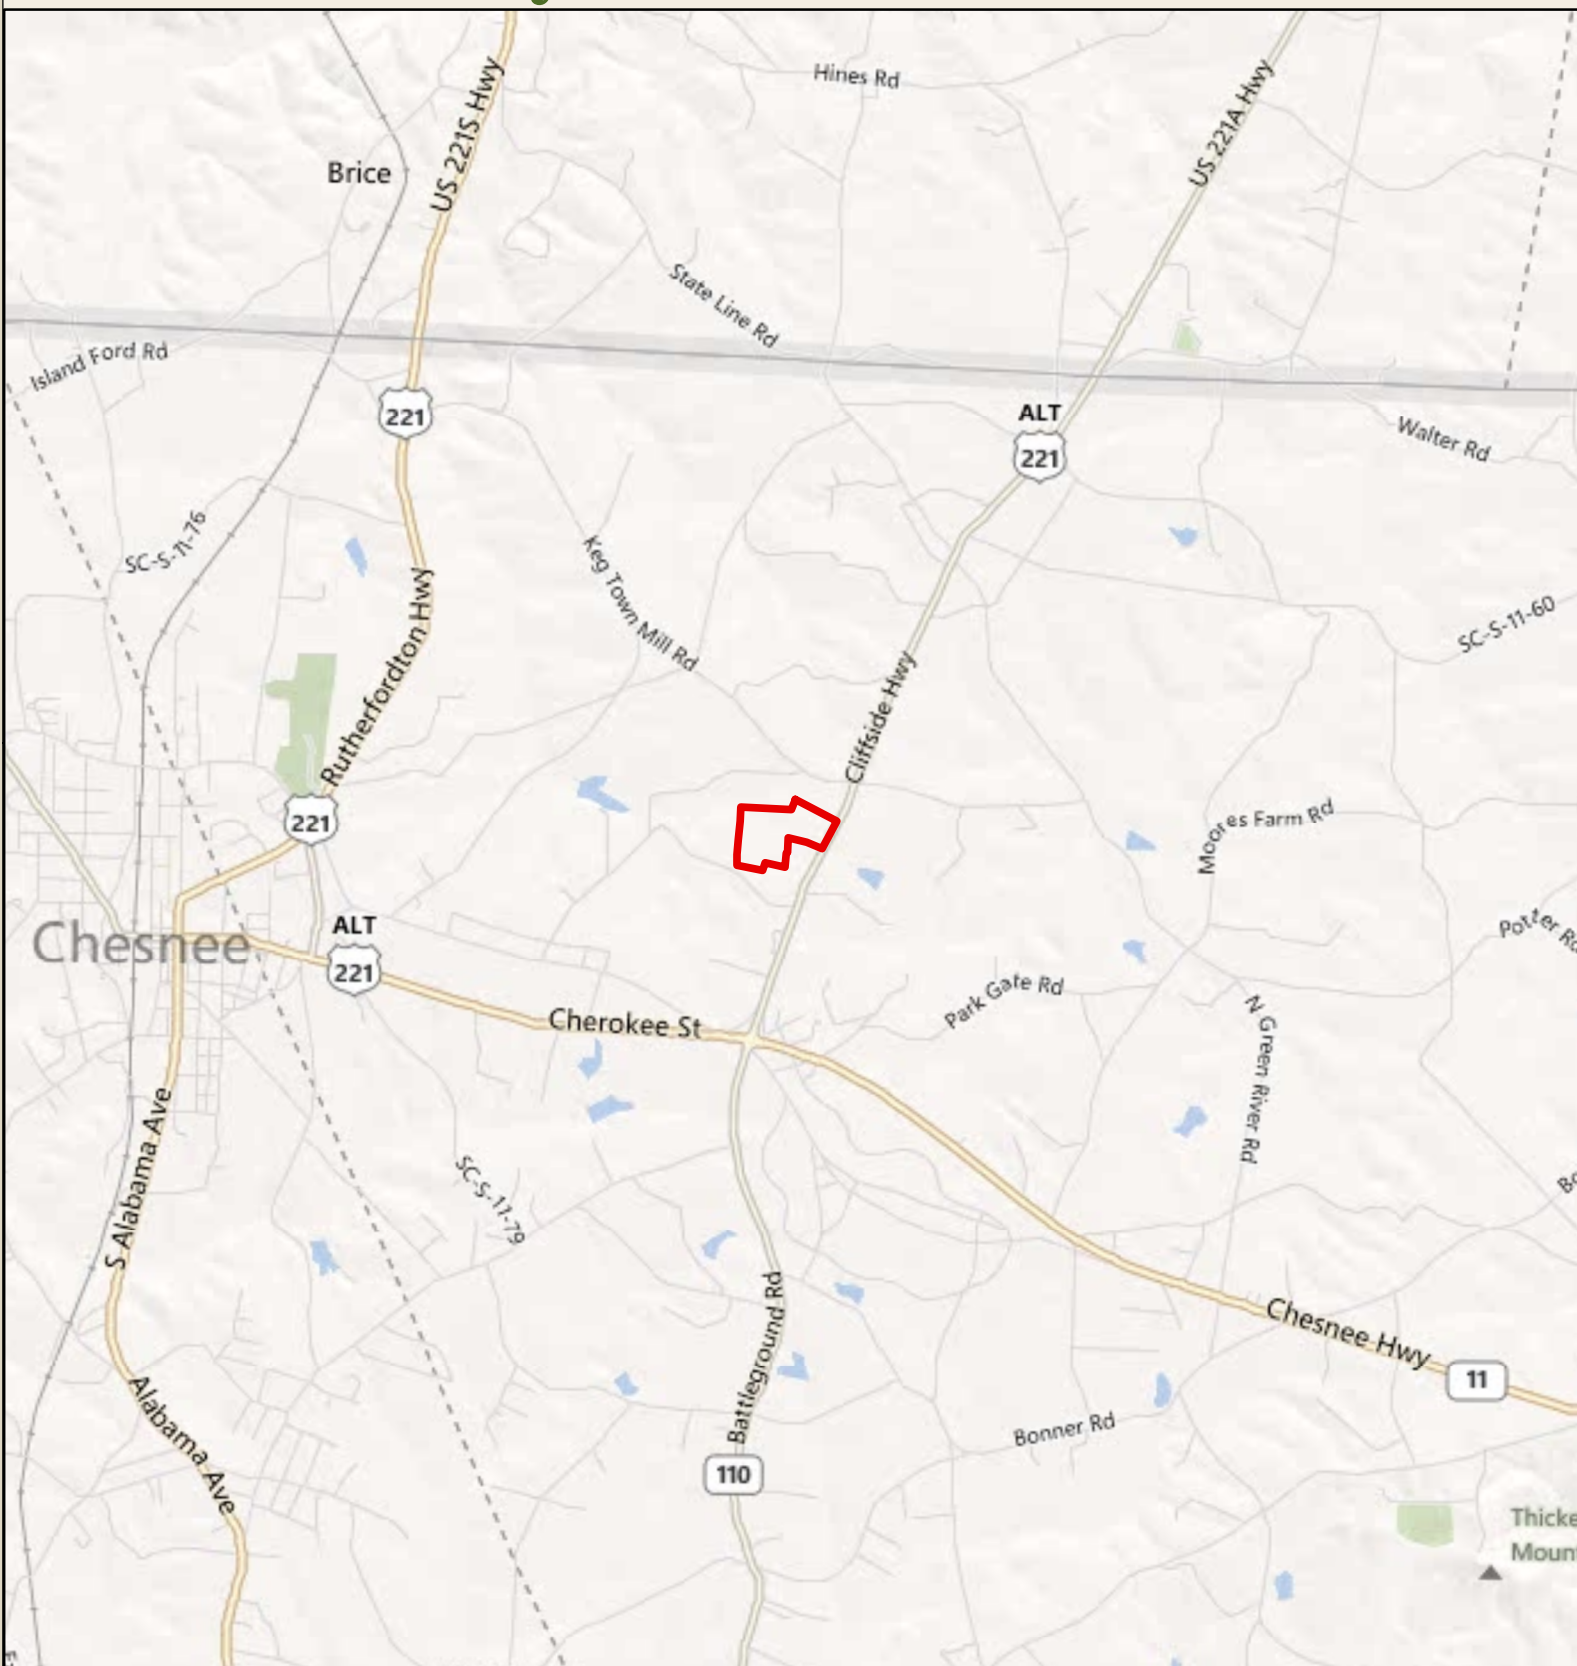 Hines Rd
US 221S Hwy
US 221A Hwy
Brice
State Line Rd
Island Ford Rd
221
ALT
221
Walter Rd
SC-S-11-76
Keg Town Mill Rd
SC-S-11-60
Rutherfordton Hwy
Cliffside Hwy
221
Moores Farm Rd
Chesnee
ALT
221
Potter Rd
Park Gate Rd
Cherokee St
N Green River Rd
S Alabama Ave
SC-S-11-79
Battleground Rd
Chesnee Hwy
11
Alabama Ave
Bonner Rd
110
Thicke
Moun